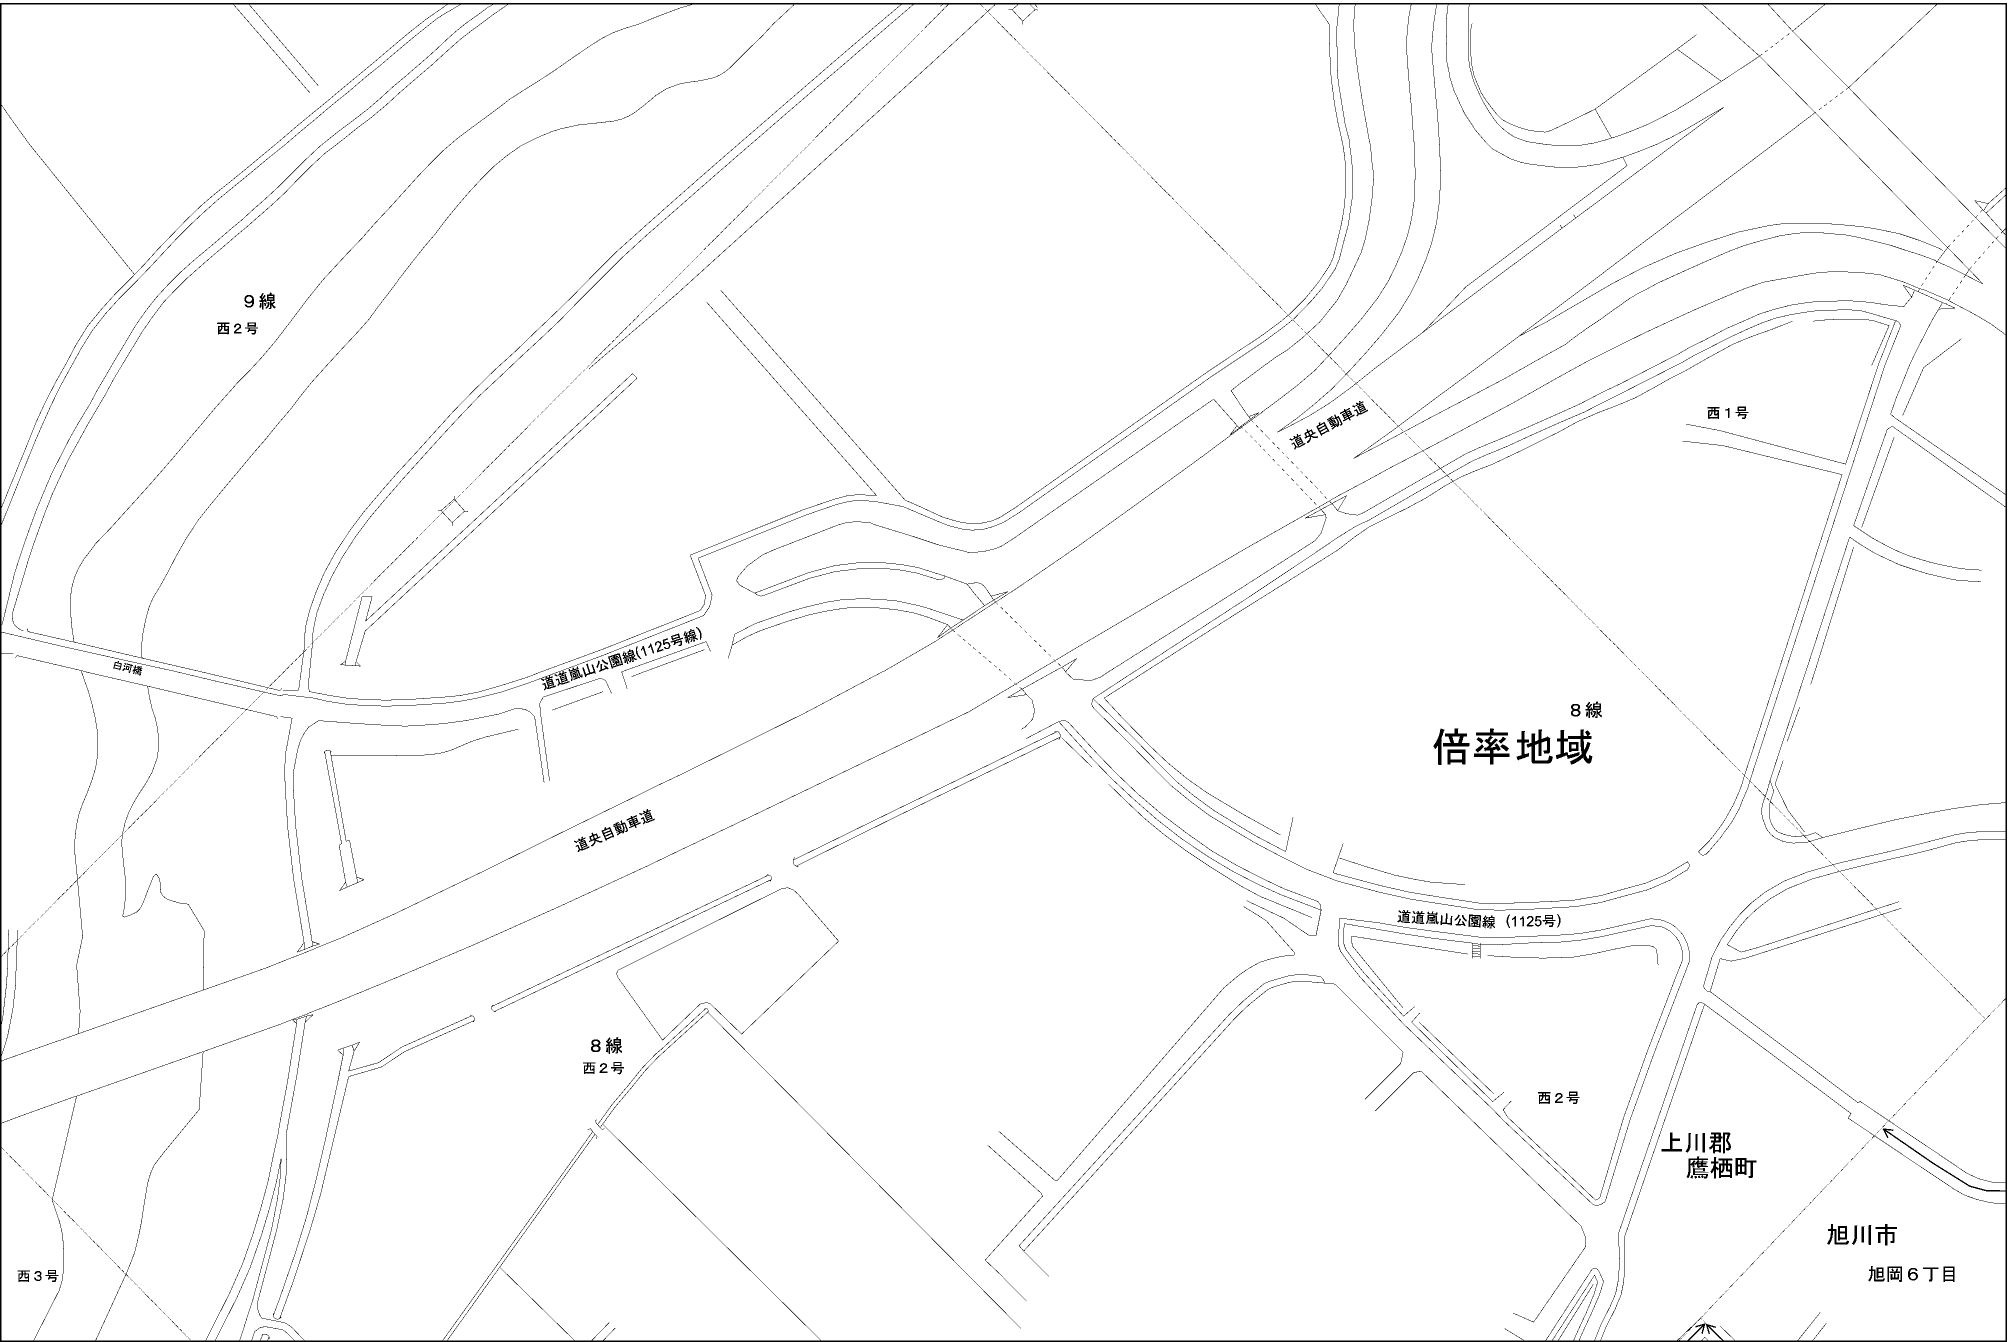 9線
西2号
道央自動車道
西1号
道道嵐山公園線(1125号線)
白河橋
8線
倍率地域
道央自動車道
道道嵐山公園線（1125号）
8線
西2号
西2号
上川郡
鷹栖町
旭川市
西3号
旭岡6丁目